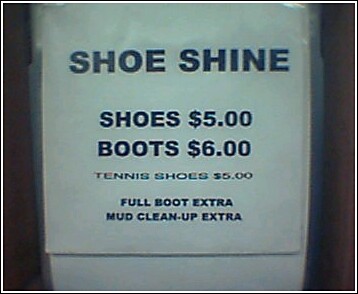 SHOE SHINE
SHOES $5.00
BOOTS $6.00
TENNIS SHOES $5.00
FULL BOOT EXTRA
MUD CLEAN-UP EXTRA